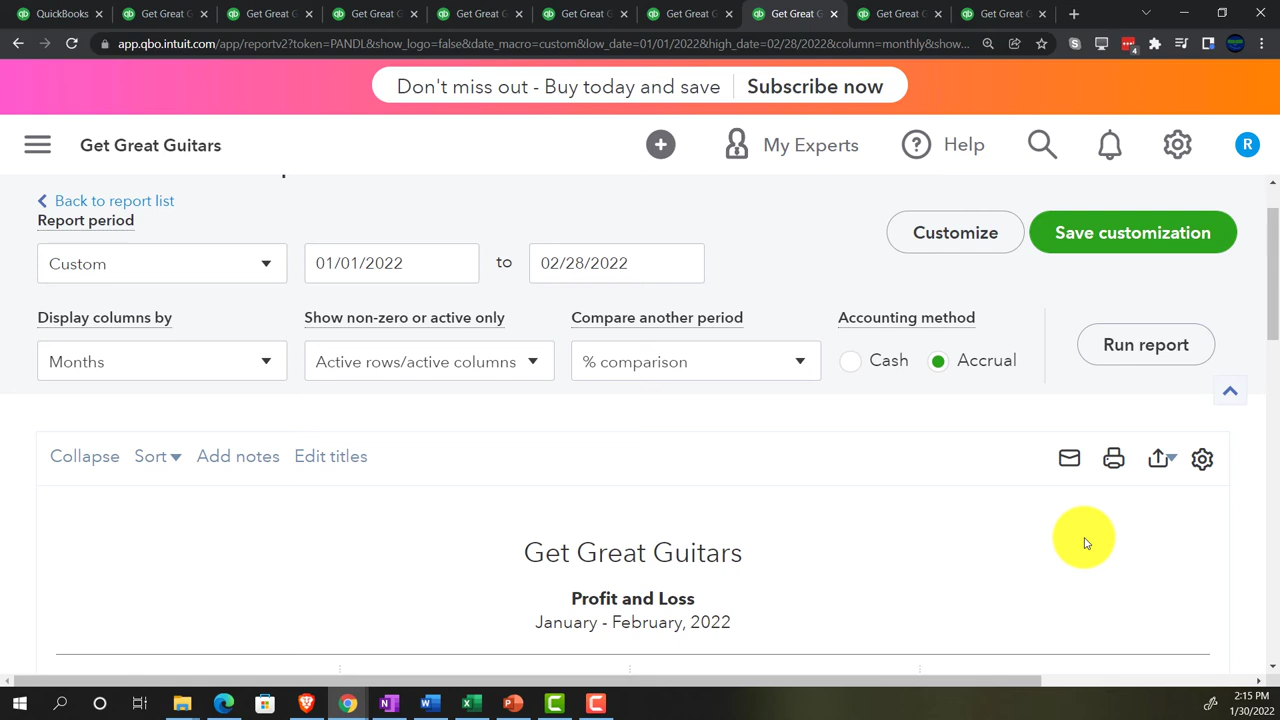 QuickBooks
Get Great G
Get Great G
Get Great G
Get Great G
Get Great G
Get Great G
Get Great G
Get Great G
Get Great G
app.qbo.intuit.com/app/reportv2?token=PANDL&show_logo=false&date_macro=custom&low_date=01/01/2022&high_date=02/28/2022&column=monthly&show...
4
Don't miss out - Buy today and save
Subscribe now
Get Great Guitars
My Experts
Help
R
Back to report list
Report period
Customize
Save customization
Custom
01/01/2022
to
02/28/2022
Display columns by
Show non-zero or active only
Compare another period
Accounting method
Months
Active rows/active columns
% comparison
Cash
Accrual
Run report
Collapse
Sort
Add notes
Edit titles
Get Great Guitars
Profit and Loss
January - February, 2022
2:15 PM
1/30/2022